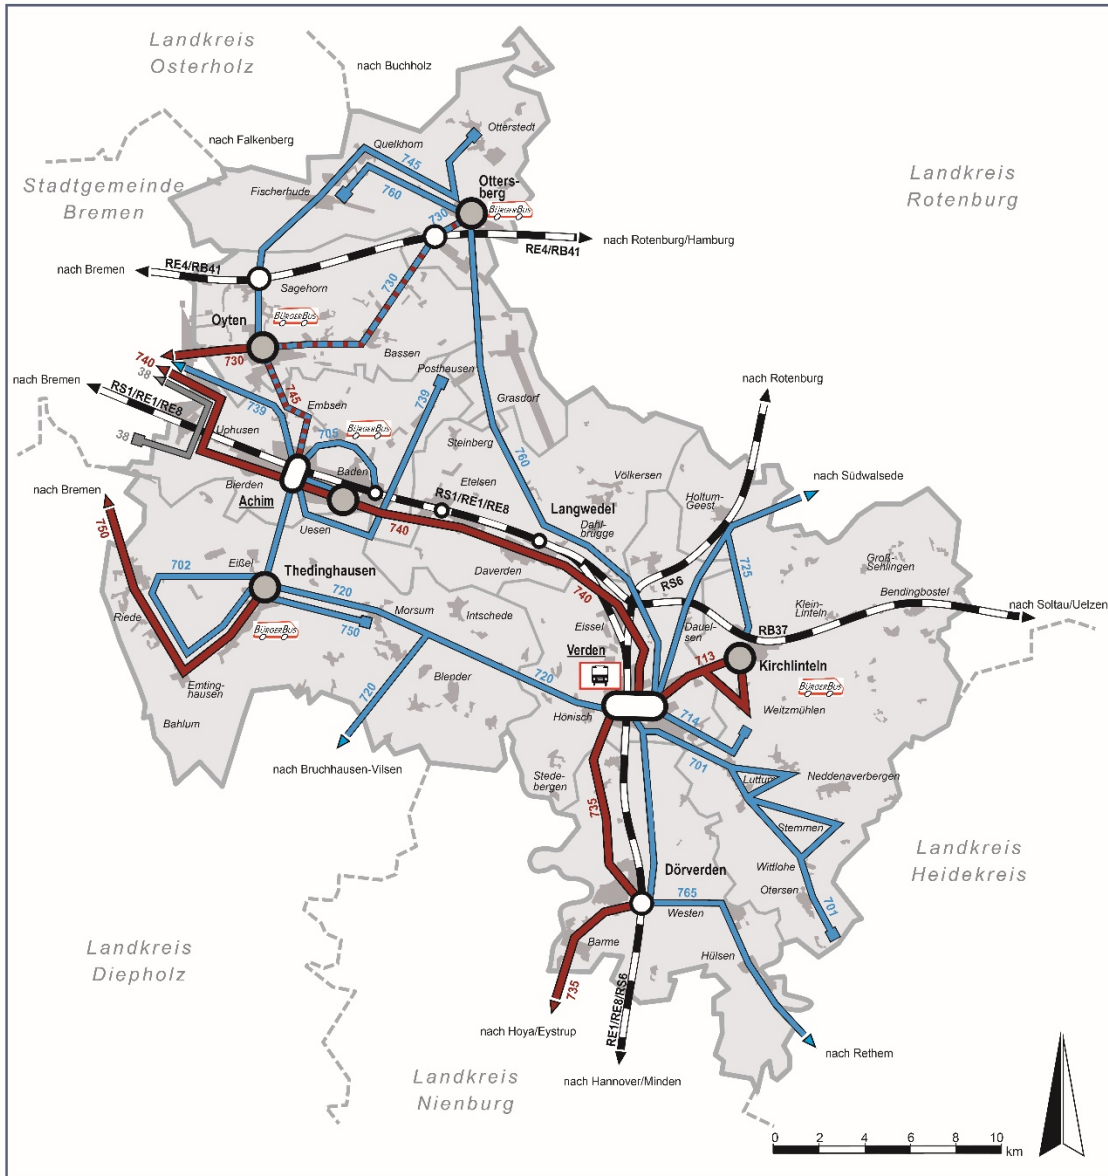 Landkreis
Osterholz
nach Buchholz
nach Falkenberg
Stadtgemeinde
Bremen
Otterstedt
Quelkhorn
745
760
Fischerhude
Otters-
berg
BÜRGERBUS
730
Landkreis
Rotenburg
nach Rotenburg/Hamburg
RE4/RB41
nach Bremen
RE4/RB41
Sagehorn
730
BÜRGERBUS
Oyten
Bassen
730
740
38
Posthausen
nach Bremen
RS1/RE1/RE8
739
745
Embsen
739
Grasdorf
nach Rotenburg
Uphusen
38
705
BÜRGERBUS
Steinberg
760
Baden
Etelsen
Völkersen
nach Südwalsede
Bierden
Achim
RS1/RE1/RE8
Langwedel
Holtum-
Geest
nach Bremen
750
Uesen
740
Dahl-
brügge
Eißel
Thedinghausen
Daverden
702
720
740
RS6
725
Groß-
Sehlingen
Bendingbostel
Morsum
Intschede
Klein-
Linteln
nach Soltau/Uelzen
Riede
750
BÜRGERBUS
Eissel
Dauel-
sen
RB37
Verden
713
Kirchlinteln
Emting-
hausen
720
Blender
720
BÜRGERBUS
Weitzmühlen
Bahlum
Hönisch
714
701
nach Bruchhausen-Vilsen
Stede-
bergen
Luttum
Neddenaverbergen
735
Stemmen
Landkreis
Heidekreis
Wittlohe
Dörverden
Otersen
765
701
Westen
Landkreis
Diepholz
Barme
Hülsen
735
RE1/RE8/RS6
nach Hoya/Eystrup
nach Rethem
Landkreis
Nienburg
nach Hannover/Minden
0 2 4 6 8 10
km